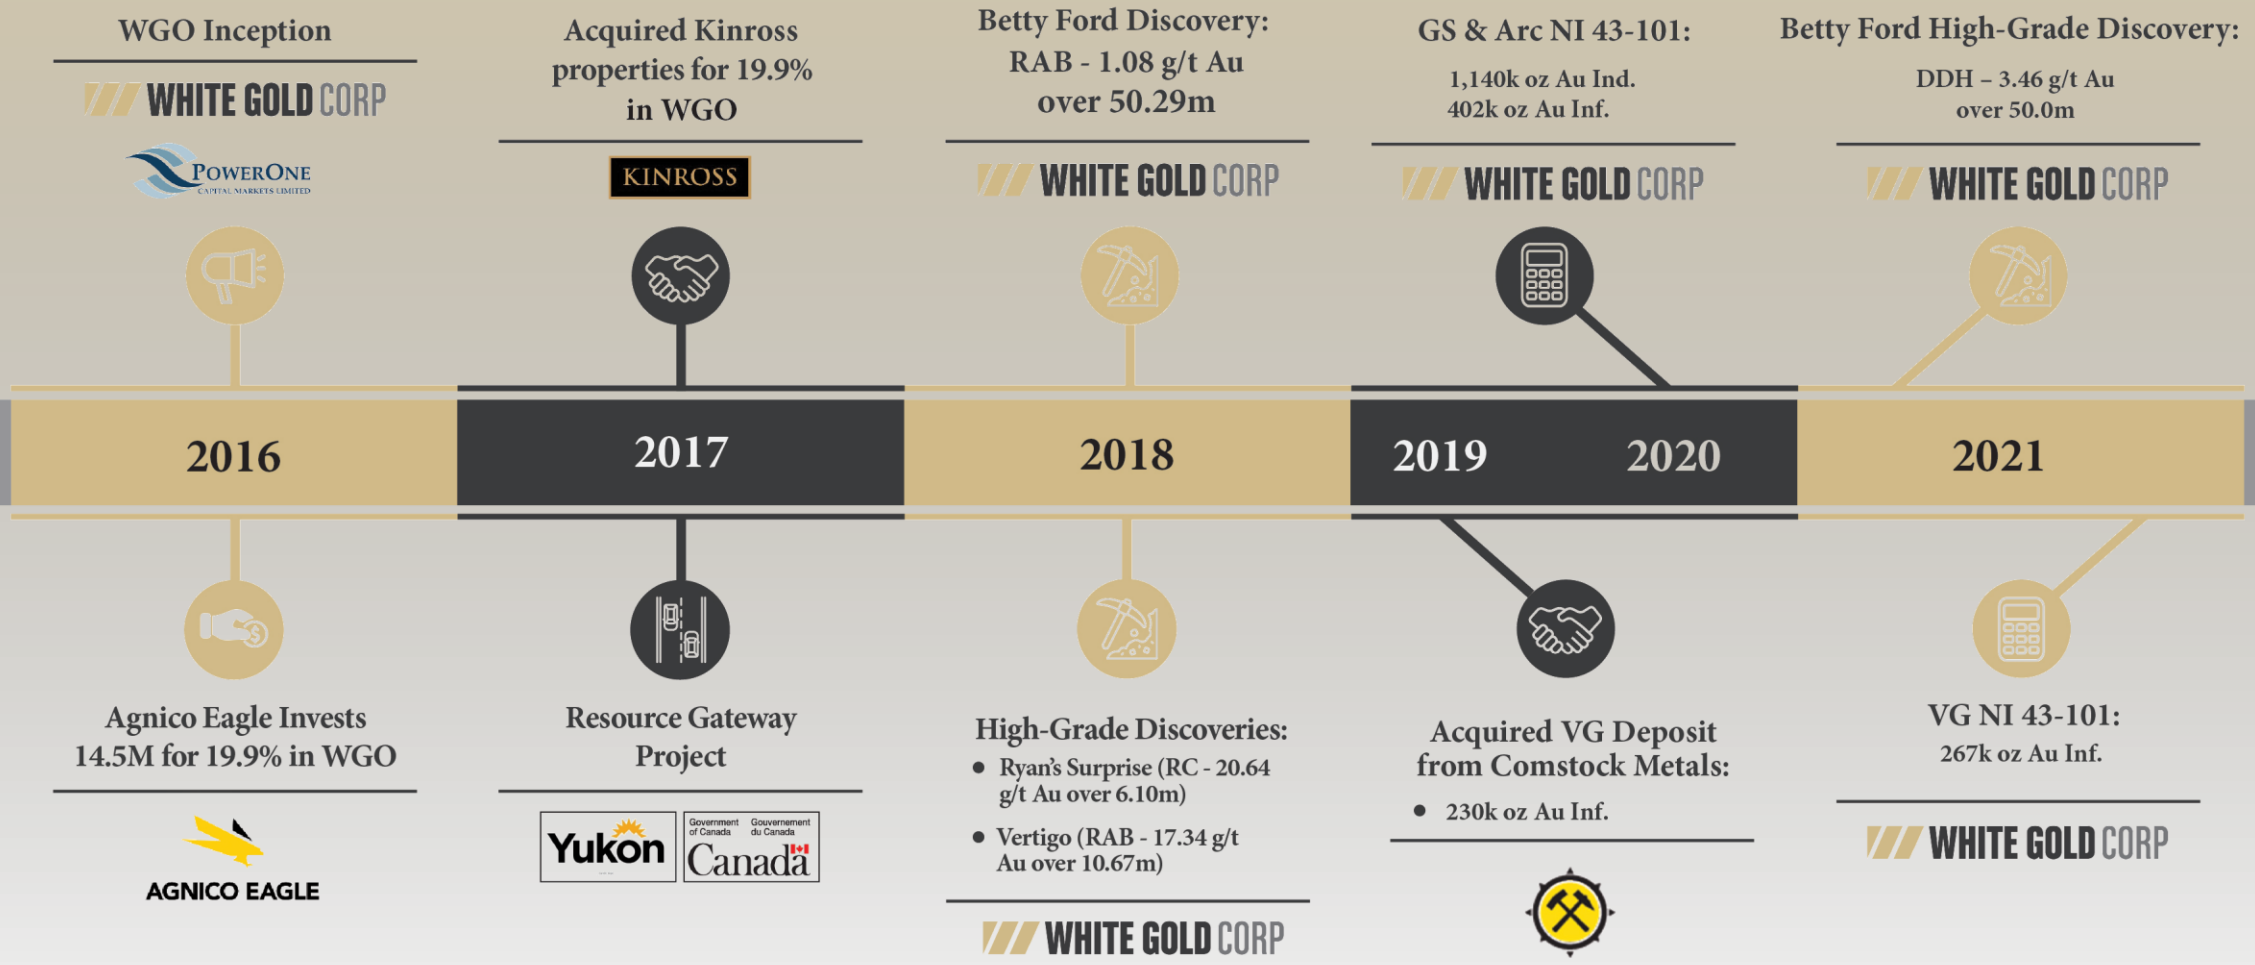 WGO Inception
WHITE GOLD CORP
POWERONE
CAPITAL MARKETS LIMITED
Acquired Kinross
properties for 19.9%
in WGO
KINROSS
Betty Ford Discovery:
RAB - 1.08 g/t Au
over 50.29m
WHITE GOLD CORP
GS & Arc NI 43-101:
1,140k oz Au Ind.
402k oz Au Inf.
WHITE GOLD CORP
Betty Ford High-Grade Discovery:
DDH – 3.46 g/t Au
over 50.0m
WHITE GOLD CORP
2016
2017
2018
2019
2020
2021
Agnico Eagle Invests
14.5M for 19.9% in WGO
AGNICO EAGLE
Resource Gateway
Project
Yukon
Government Gouvernement
of Canada du Canada
Canada
High-Grade Discoveries:
• Ryan's Surprise (RC - 20.64
g/t Au over 6.10m)
• Vertigo (RAB - 17.34 g/t
Au over 10.67m)
WHITE GOLD CORP
Acquired VG Deposit
from Comstock Metals:
• 230k oz Au Inf.
VG NI 43-101:
267k oz Au Inf.
WHITE GOLD CORP